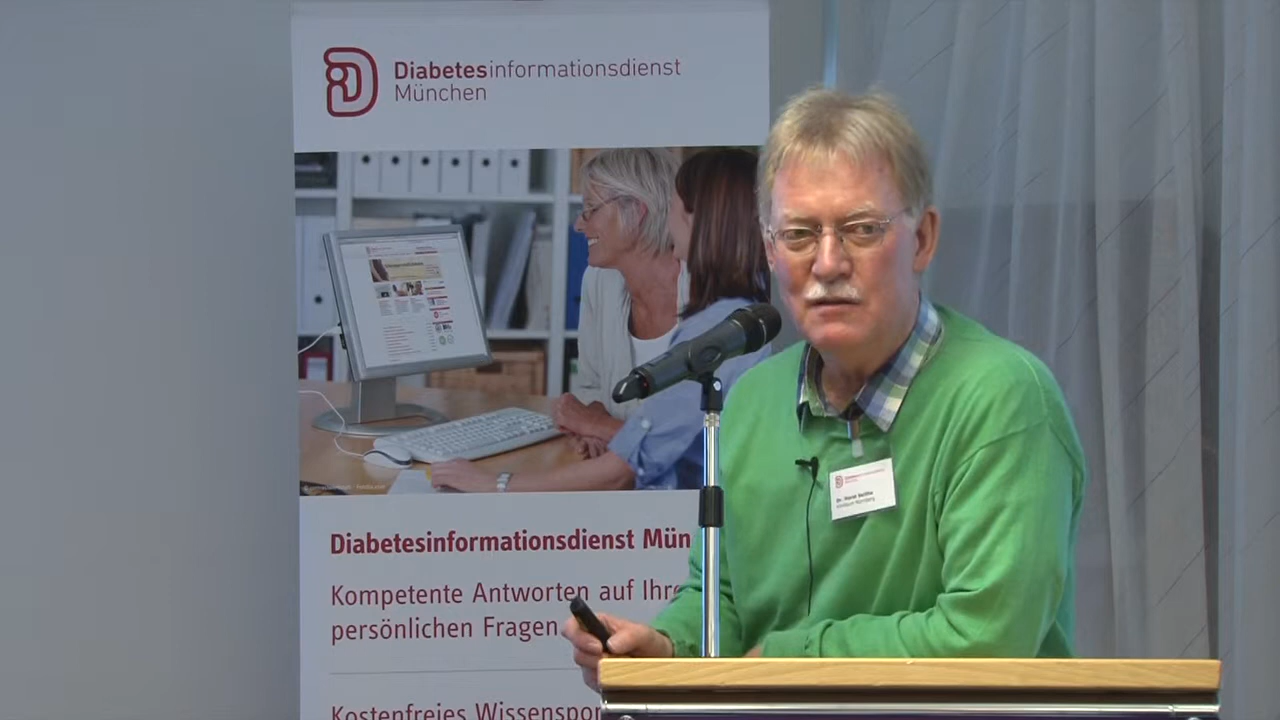 Diabetesinformationsdienst
München
Diabetesinformationsdienst Mün
Kompetente Antworten auf Ihre
persönlichen Fragen
Kostenfreies Wissenspor